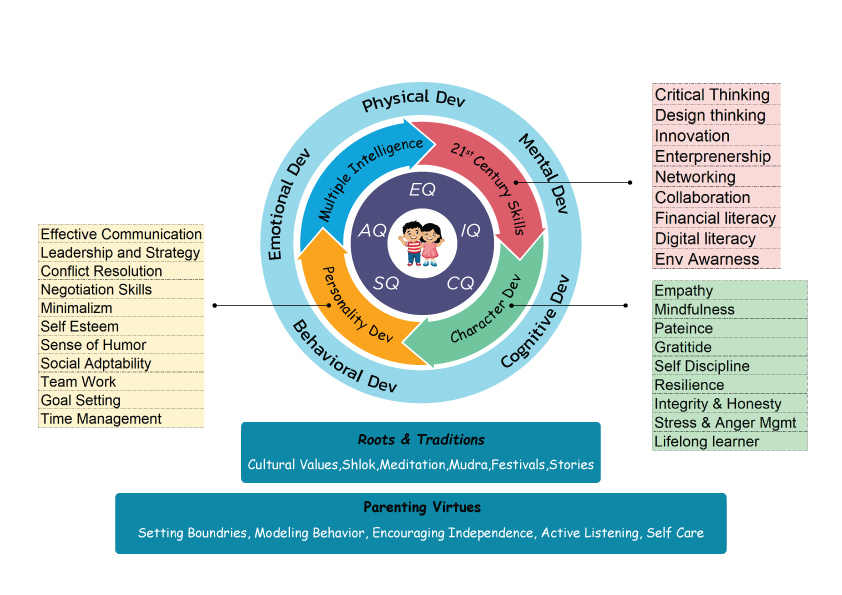 Physical Dev
Mental Dev
Cognitive Dev
Behavioral Dev
Emotional Dev
Multiple Intelligence
21st Century Skills
Character Dev
Personality Dev
EQ
AQ
IQ
SQ
CQ
Effective Communication
Leadership and Strategy
Conflict Resolution
Negotiation Skills
Minimalizm
Self Esteem
Sense of Humor
Social Adptability
Team Work
Goal Setting
Time Management
Critical Thinking
Design thinking
Innovation
Enterprenership
Networking
Collaboration
Financial literacy
Digital literacy
Env Awarness
Empathy
Mindfulness
Pateince
Gratitide
Self Discipline
Resilience
Integrity & Honesty
Stress & Anger Mgmt
Lifelong learner
Roots & Traditions
Cultural Values,Shlok,Meditation,Mudra,Festivals,Stories
Parenting Virtues
Setting Boundries, Modeling Behavior, Encouraging Independence, Active Listening, Self Care